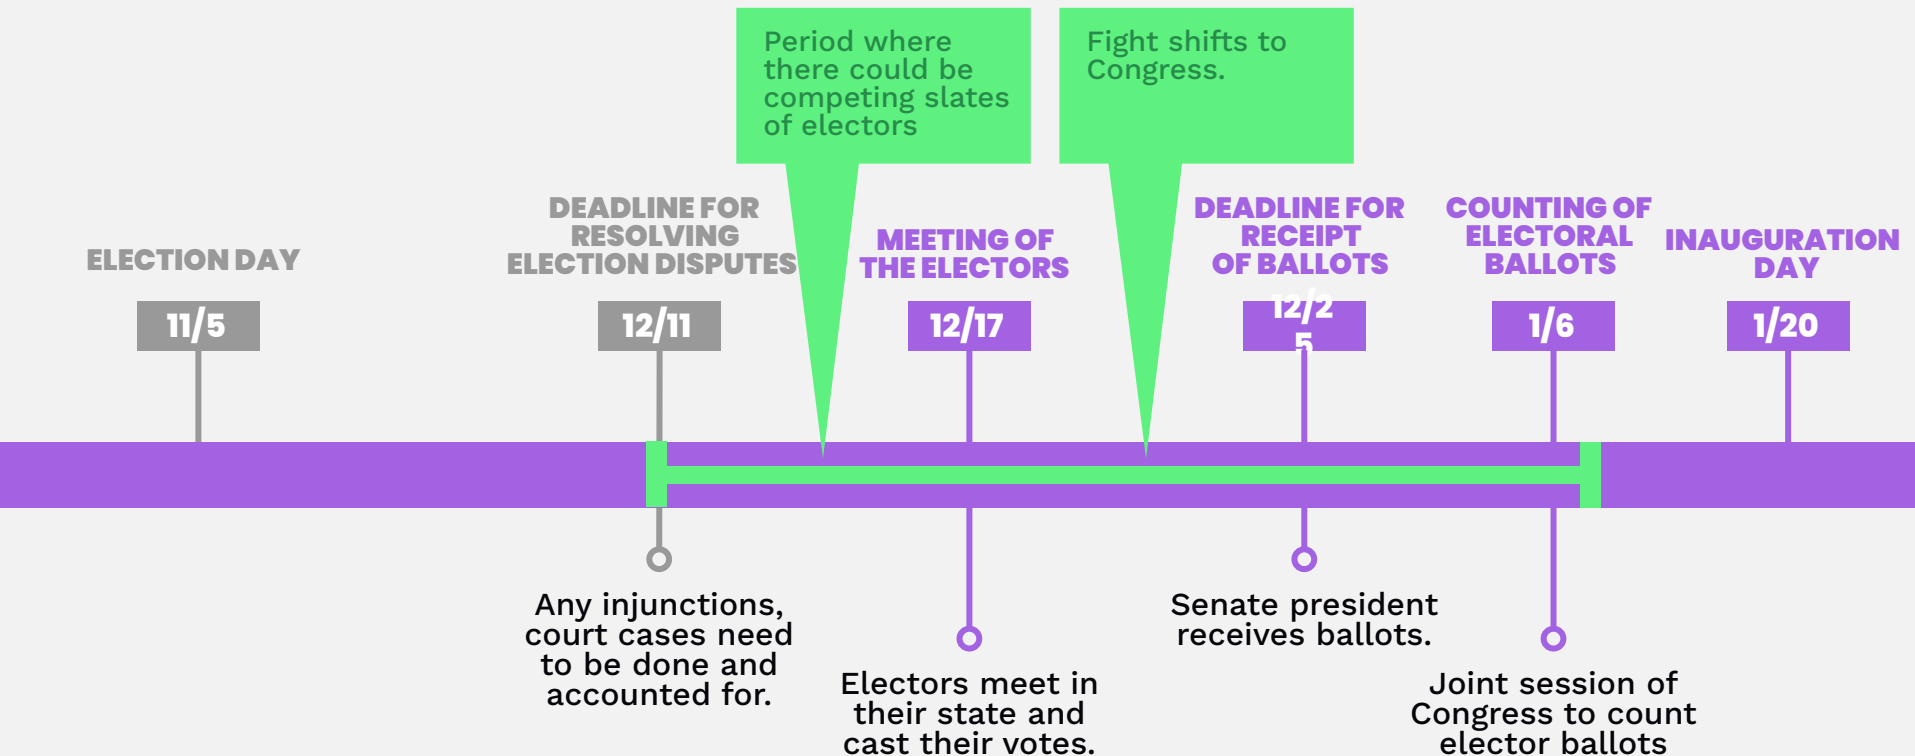 Period where
there could be
competing slates
of electors
Fight shifts to
Congress.
ELECTION DAY
11/5
DEADLINE FOR
RESOLVING
ELECTION DISPUTES
12/11
MEETING OF
THE ELECTORS
12/17
DEADLINE FOR
RECEIPT
OF BALLOTS
12/2
5
COUNTING OF
ELECTORAL
BALLOTS
1/6
INAUGURATION
DAY
1/20
Any injunctions,
court cases need
to be done and
accounted for.
Electors meet in
their state and
cast their votes.
Senate president
receives ballots.
Joint session of
Congress to count
elector ballots